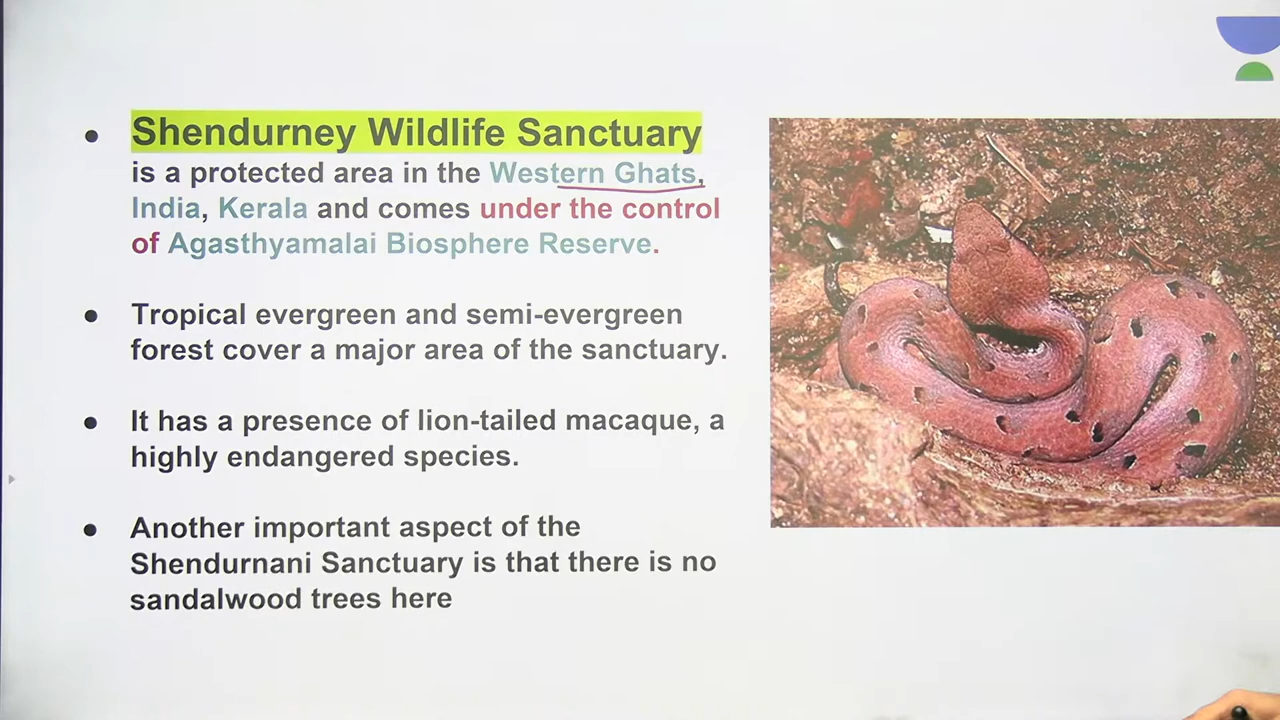 Shendurney Wildlife Sanctuary
is a protected area in the Western Ghats,
India, Kerala and comes under the control
of Agasthyamalai Biosphere Reserve.
Tropical evergreen and semi-evergreen
forest cover a major area of the sanctuary.
It has a presence of lion-tailed macaque, a
highly endangered species.
Another important aspect of the
Shendurnani Sanctuary is that there is no
sandalwood trees here